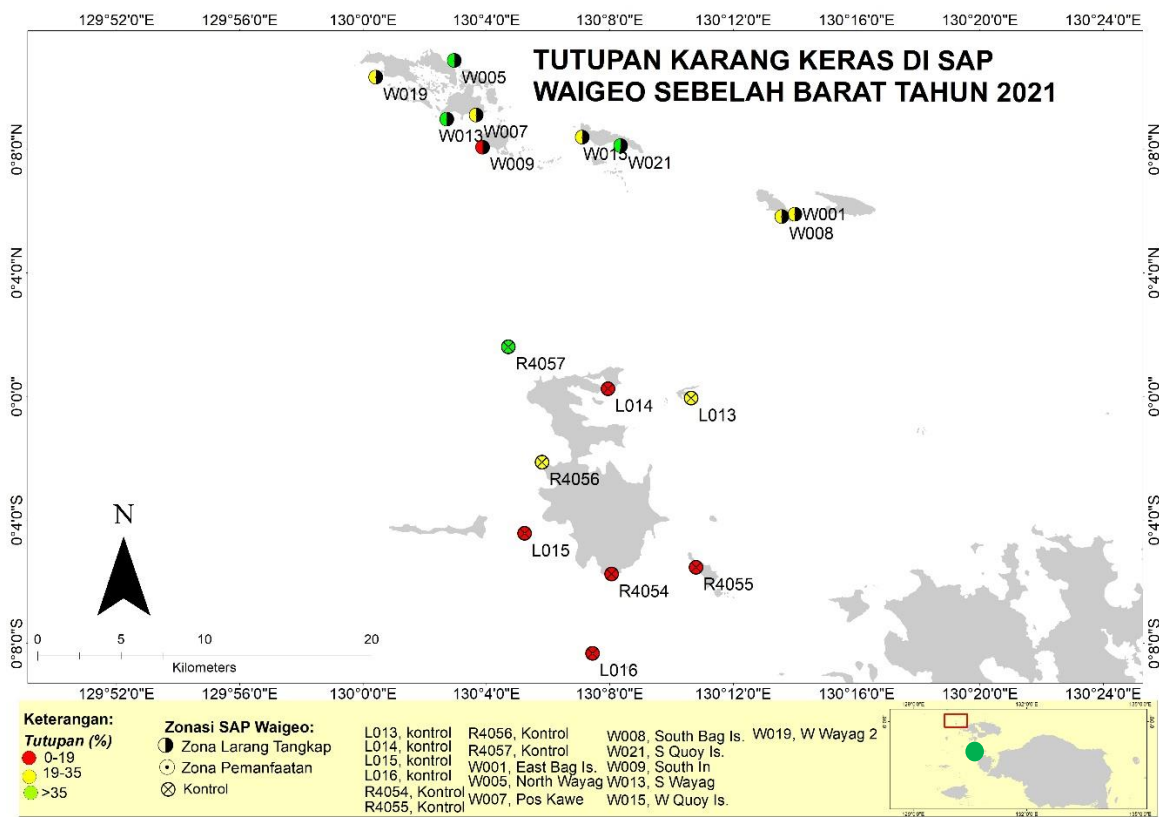 129°52'0"E 129°56'0"E 130°0'0"E 130°4'0"E 130°8'0"E 130°12'0"E 130°16'0"E 130°20'0"E 130°24'0"E
TUTUPAN KARANG KERAS DI SAP
WAIGEO SEBELAH BARAT TAHUN 2021
W005
W019
W013
W007
W009
W015
W021
W001
W008
0°8'0"N
0°4'0"N
0°0'0"
0°4'0"S
0°8'0"S
0°8'0"N
0°4'0"N
0°0'0"
0°4'0"S
0°8'0"S
R4057
L014
L013
R4056
L015
R4054
R4055
L016
N
0 5 10 20
Kilometers
129°52'0"E 129°56'0"E 130°0'0"E 130°4'0"E 130°8'0"E 130°12'0"E 130°16'0"E 130°20'0"E 130°24'0"E
Keterangan:
Tutupan (%)
0-19
19-35
>35
Zonasi SAP Waigeo:
Zona Larang Tangkap
Zona Pemanfaatan
Kontrol
L013, kontrol
L014, kontrol
L015, kontrol
L016, kontrol
R4054, Kontrol
R4055, Kontrol
R4056, Kontrol
R4057, Kontrol
W001, East Bag Is.
W005, North Wayag
W007, Pos Kawe
W008, South Bag Is.
W021, S Quoy Is.
W009, South In
W013, S Wayag
W015, W Quoy Is.
W019, W Wayag 2